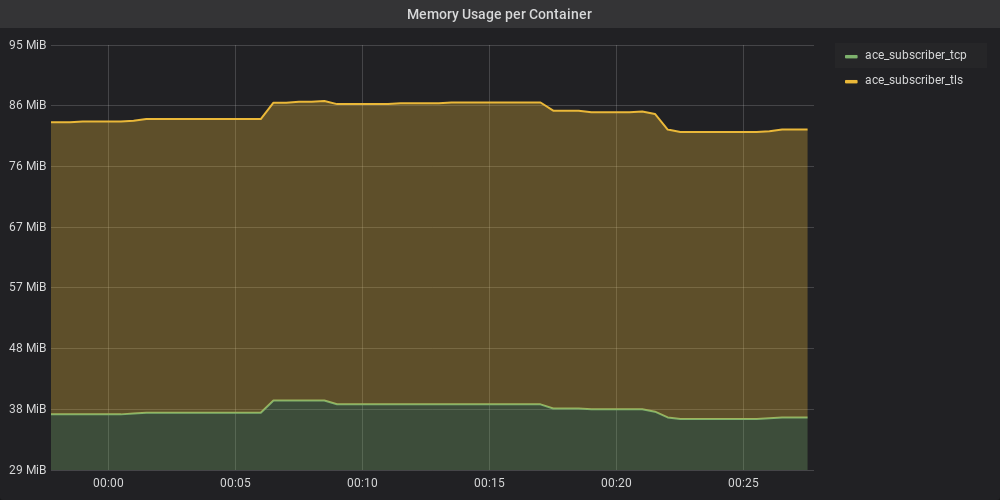 Memory Usage per Container
95 MiB
86 MiB
76 MiB
67 MiB
57 MiB
48 MiB
38 MiB
29 MiB
00:00 00:05 00:10 00:15 00:20 00:25
ace_subscriber_tcp
ace_subscriber_tls